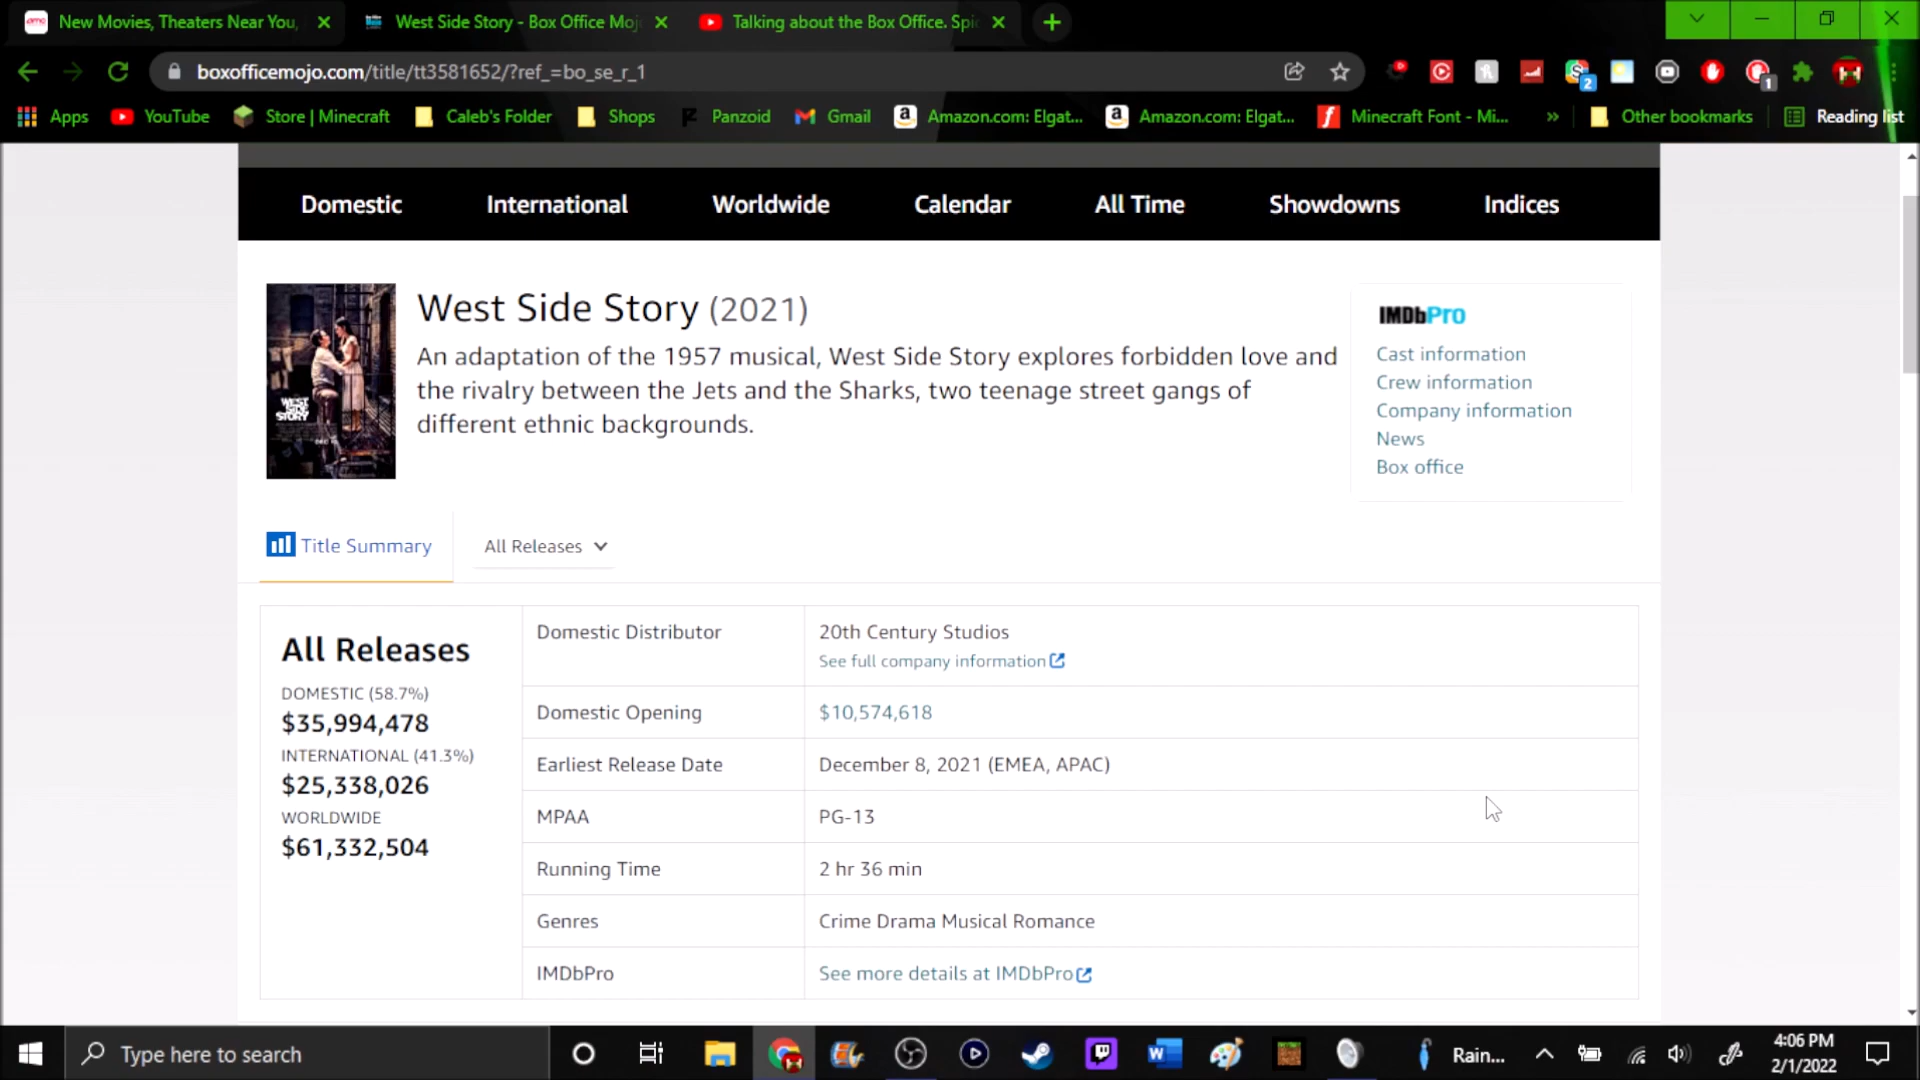 amc New Movies, Theaters Near You,
West Side Story - Box Office Moj
Talking about the Box Office. Spi
boxofficemojo.com/title/tt3581652/?ref_=bo_se_r_1
2
1
Apps
YouTube
Store | Minecraft
Caleb's Folder
Shops
Panzoid
Gmail
Amazon.com: Elgat...
Amazon.com: Elgat...
Minecraft Font - Mi...
»
Other bookmarks
Reading list
Domestic
International
Worldwide
Calendar
All Time
Showdowns
Indices
West Side Story (2021)
An adaptation of the 1957 musical, West Side Story explores forbidden love and
the rivalry between the Jets and the Sharks, two teenage street gangs of
different ethnic backgrounds.
WEST
SIDE
STORY
IMDbPro
Cast information
Crew information
Company information
News
Box office
Title Summary
All Releases
All Releases
DOMESTIC (58.7%)
$35,994,478
INTERNATIONAL (41.3%)
$25,338,026
WORLDWIDE
$61,332,504
Domestic Distributor
20th Century Studios
See full company information
Domestic Opening
$10,574,618
Earliest Release Date
December 8, 2021 (EMEA, APAC)
MPAA
PG-13
Running Time
2 hr 36 min
Genres
Crime Drama Musical Romance
IMDbPro
See more details at IMDbPro
Type here to search
Rain...
4:06 PM
2/1/2022